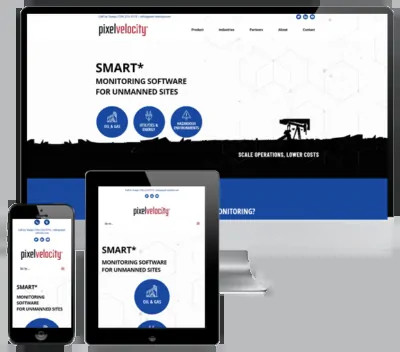 pixelvelocity
Product
Industries
Partners
About
Contact
SMART*
MONITORING SOFTWARE
FOR UNMANNED SITES
OIL & GAS
UTILITIES &
ENERGY
HAZARDOUS
ENVIRONMENTS
SCALE OPERATIONS, LOWER COSTS
MONITORING?
pixelvelocity
SMART*
MONITORING SOFTWARE
FOR UNMANNED SITES
OIL & GAS
pixelvelocity
SMART*
MONITORING
SOFTWARE
FOR UNMANNED
SITES